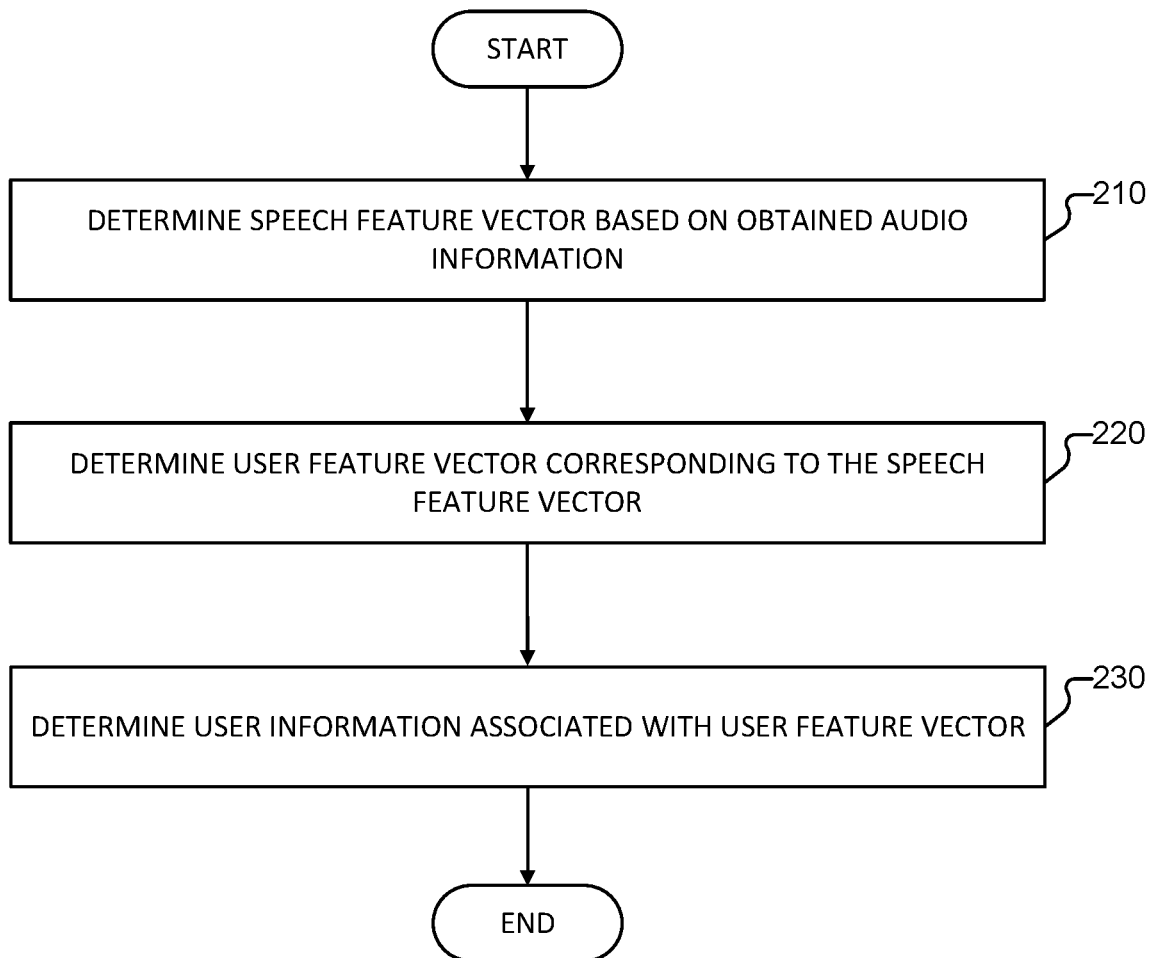 START
DETERMINE SPEECH FEATURE VECTOR BASED ON OBTAINED AUDIO
INFORMATION
210
DETERMINE USER FEATURE VECTOR CORRESPONDING TO THE SPEECH
FEATURE VECTOR
220
DETERMINE USER INFORMATION ASSOCIATED WITH USER FEATURE VECTOR
230
END